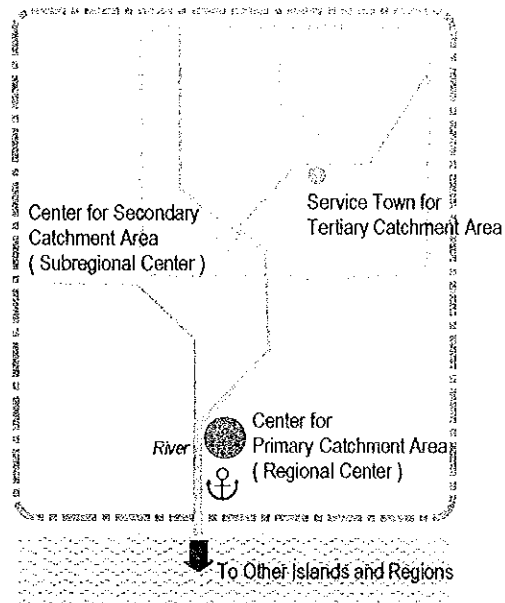 Service Town for
Tertiary Catchment Area
Center for Secondary
Catchment Area
( Subregional Center )
Center for
Primary Catchment Area
( Regional Center )
River
To Other Islands and Regions